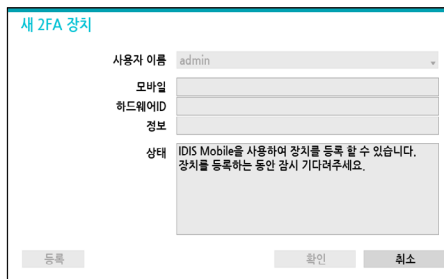 새 2FA 장치
사용자 이름 admin
모바일
하드웨어ID
정보
상태 IDIS Mobile을 사용하여 장치를 등록 할 수 있습니다.
장치를 등록하는 동안 잠시 기다려주세요.
등록 확인 취소